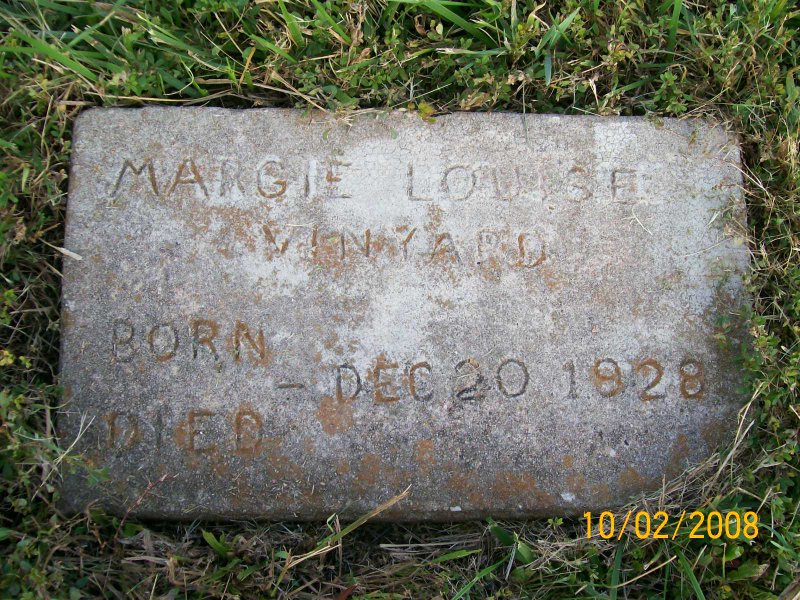 MARGIE LOUISE
VINYARD
BORN
- DEC 20 1928
DIED
10/02/2008